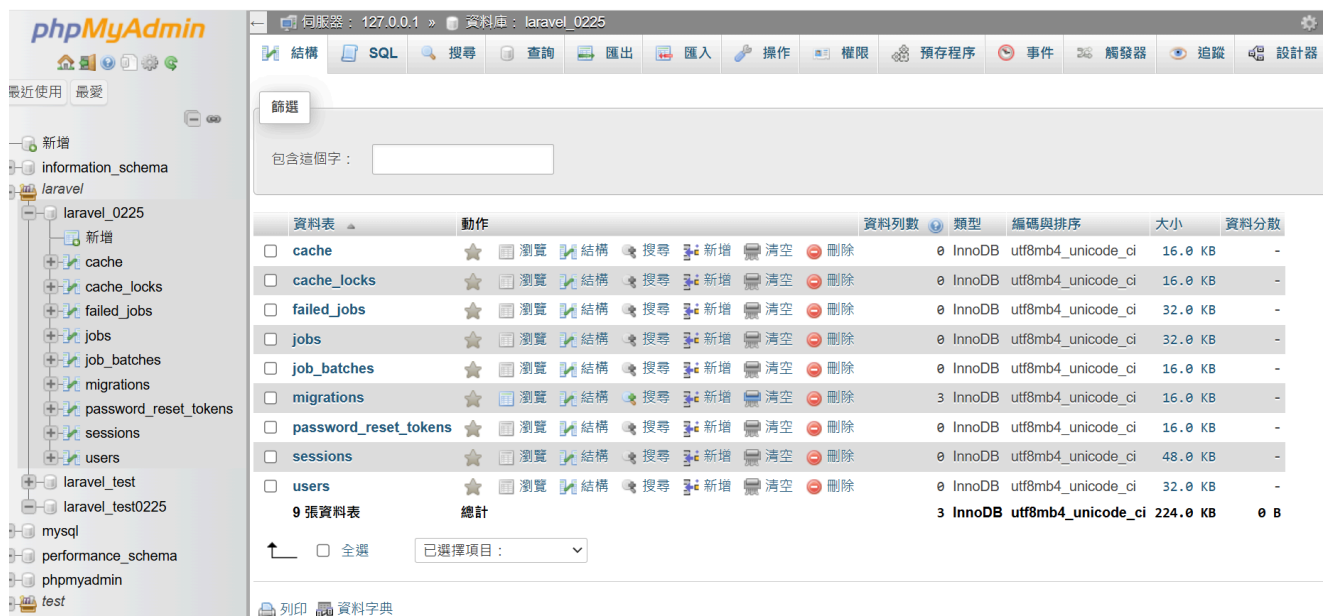 phpMyAdmin
最近使用 最愛
新增
information_schema
laravel
laravel_0225
新增
cache
cache_locks
failed_jobs
jobs
job_batches
migrations
password_reset_tokens
sessions
users
laravel_test
laravel_test0225
mysql
performance_schema
phpmyadmin
test
← 伺服器： 127.0.0.1 » 資料庫： laravel_0225
結構 SQL 搜尋 查詢 匯出 匯入 操作 權限 預存程序 事件 觸發器 追蹤 設計器
篩選
包含這個字：
資料表 動作 資料列數 類型 編碼與排序 大小 資料分散
cache 瀏覽 結構 搜尋 新增 清空 刪除 0 InnoDB utf8mb4_unicode_ci 16.0 KB -
cache_locks 瀏覽 結構 搜尋 新增 清空 刪除 0 InnoDB utf8mb4_unicode_ci 16.0 KB -
failed_jobs 瀏覽 結構 搜尋 新增 清空 刪除 0 InnoDB utf8mb4_unicode_ci 32.0 KB -
jobs 瀏覽 結構 搜尋 新增 清空 刪除 0 InnoDB utf8mb4_unicode_ci 32.0 KB -
job_batches 瀏覽 結構 搜尋 新增 清空 刪除 0 InnoDB utf8mb4_unicode_ci 16.0 KB -
migrations 瀏覽 結構 搜尋 新增 清空 刪除 3 InnoDB utf8mb4_unicode_ci 16.0 KB -
password_reset_tokens 瀏覽 結構 搜尋 新增 清空 刪除 0 InnoDB utf8mb4_unicode_ci 16.0 KB -
sessions 瀏覽 結構 搜尋 新增 清空 刪除 0 InnoDB utf8mb4_unicode_ci 48.0 KB -
users 瀏覽 結構 搜尋 新增 清空 刪除 0 InnoDB utf8mb4_unicode_ci 32.0 KB -
9 張資料表 總計 3 InnoDB utf8mb4_unicode_ci 224.0 KB 0 B
全選 已選擇項目：
列印 資料字典